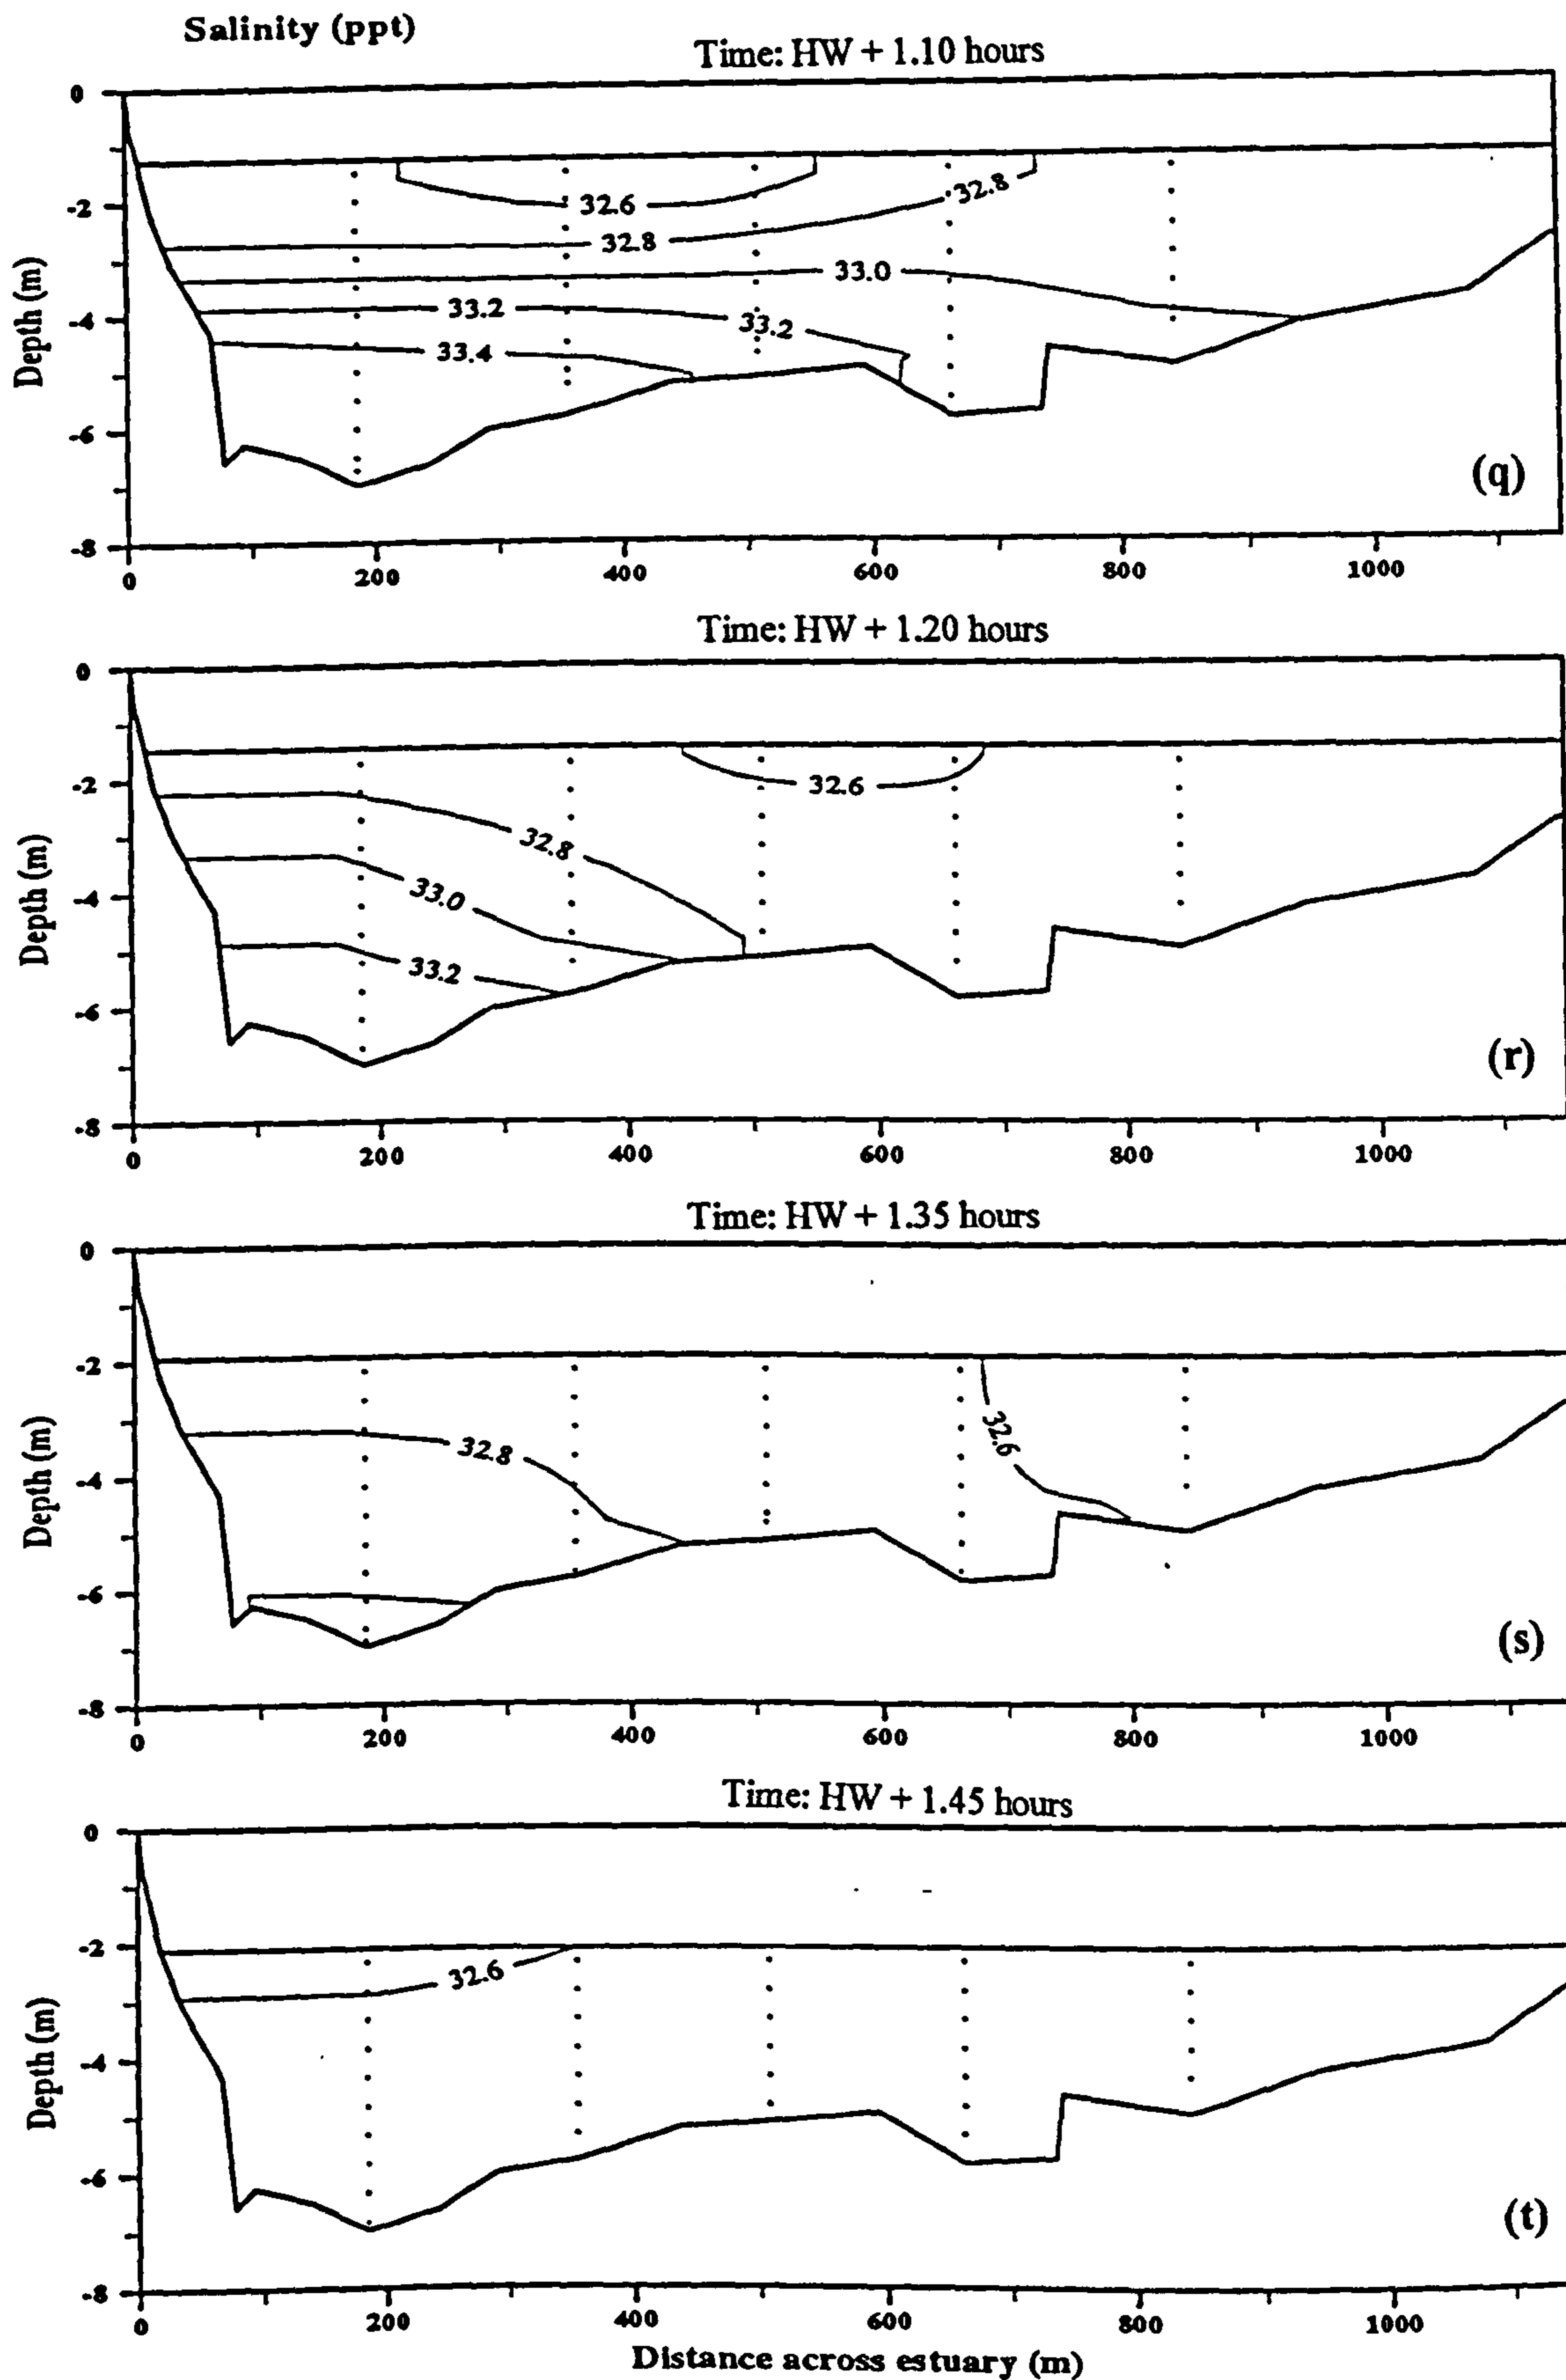 Salinity (ppt)
Time: HW + 1.10 hours
0
-2
-4
-6
-8
Depth (m)
32.6
32.8
32.8
33.0
33.2
33.2
33.4
(q)
0 200 400 600 800 1000
Time: HW + 1.20 hours
0
-2
-4
-6
-8
Depth (m)
32.6
32.8
33.0
33.2
(r)
0 200 400 600 800 1000
Time: HW + 1.35 hours
0
-2
-4
-6
-8
Depth (m)
32.8
32.6
(s)
0 200 400 600 800 1000
Time: HW + 1.45 hours
0
-2
-4
-6
-8
Depth (m)
32.6
(t)
0 200 400 600 800 1000
Distance across estuary (m)